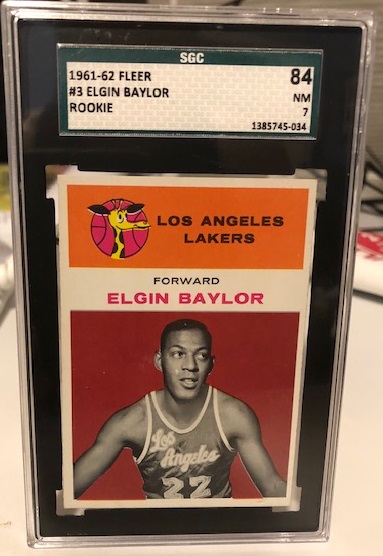 SGC
1961-62 FLEER
#3 ELGIN BAYLOR
ROOKIE
84
NM
7
1385745-034
LOS ANGELES
LAKERS
FORWARD
ELGIN BAYLOR
Los
Angeles
22